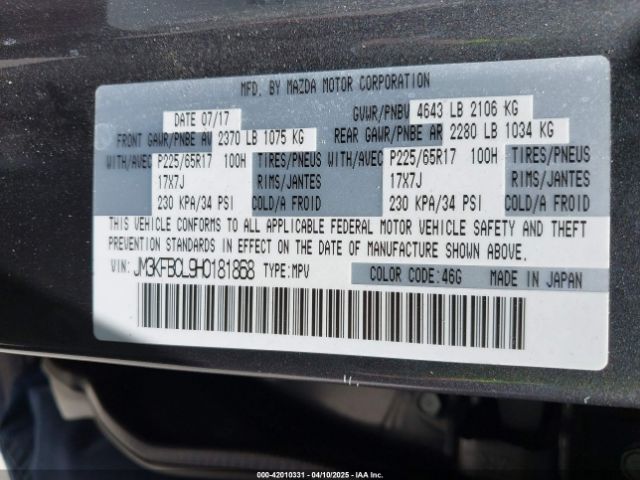 MFD. BY MAZDA MOTOR CORPORATION
DATE 07/17 GVWR/PNBV 4643 LB 2106 KG
FRONT GAWR/PNBE AV 2370 LB 1075 KG REAR GAWR/PNBE AR 2280 LB 1034 KG
WITH/AVEC P225/65R17 100H TIRES/PNEUS WITH/AVEC P225/65R17 100H TIRES/PNEUS
17X7J RIMS/JANTES 17X7J RIMS/JANTES
230 KPA/34 PSI COLD/A FROID 230 KPA/34 PSI COLD/A FROID
THIS VEHICLE CONFORMS TO ALL APPLICABLE FEDERAL MOTOR VEHICLE SAFETY AND THEFT
PREVENTION STANDARDS IN EFFECT ON THE DATE OF MANUFACTURE SHOWN ABOVE.
VIN: JM3KFBCL9H0181868 TYPE:MPV COLOR CODE:46G MADE IN JAPAN
000-42010331 - 04/10/2025 - IAA Inc.